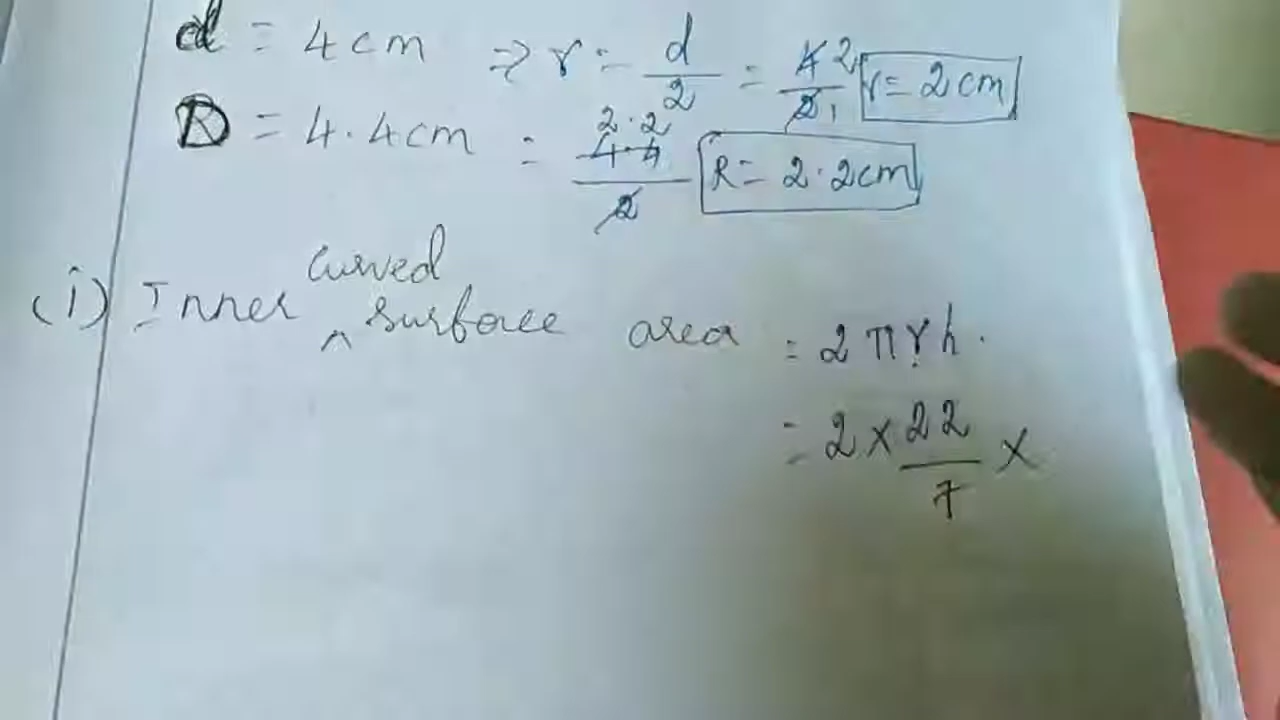 d = 4 cm ⇒ r = d/2 = 4 2/2 1 r = 2 cm
D = 4.4 cm = 2.2 4.4/2 R = 2.2 cm
(i) Inner curved ^ surface area = 2πrh.
= 2 × 22/7 ×